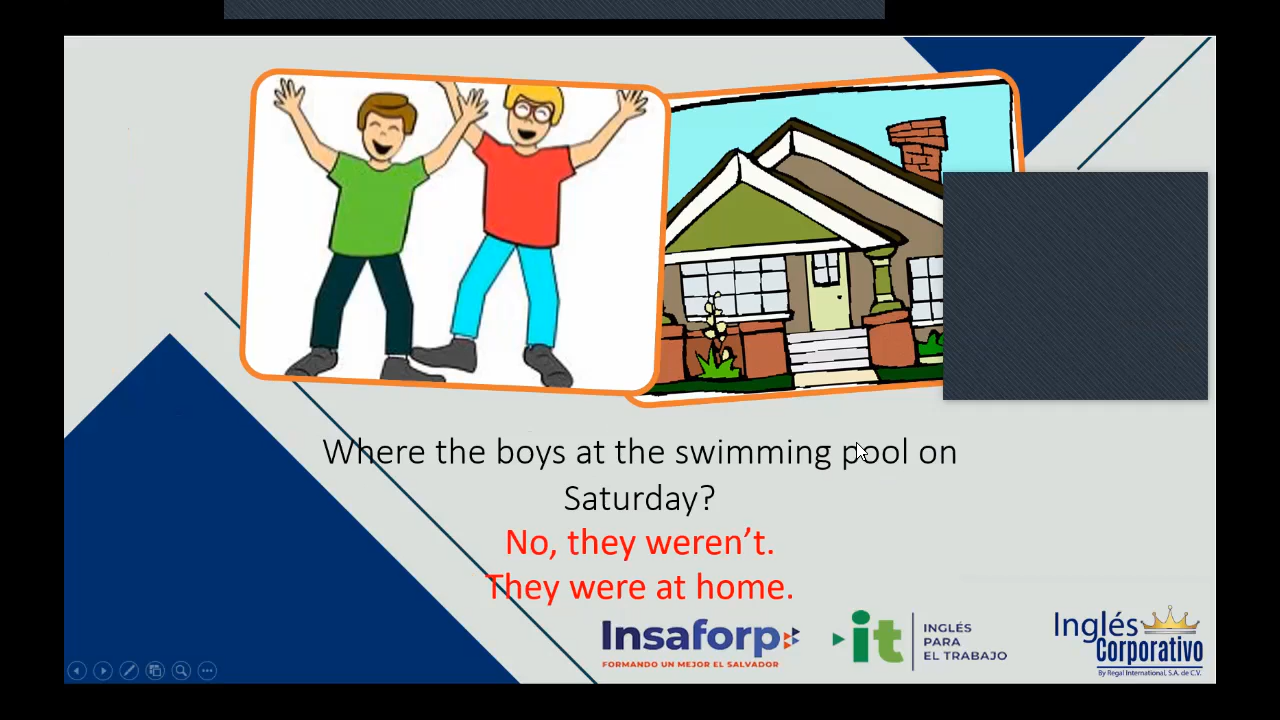 Where the boys at the swimming pool on
Saturday?
No, they weren't.
They were at home.
Insaforp
FORMANDO UN MEJOR EL SALVADOR
it
INGLÉS
PARA
EL TRABAJO
Inglés
Corporativo
By Regal International, S.A. de C.V.